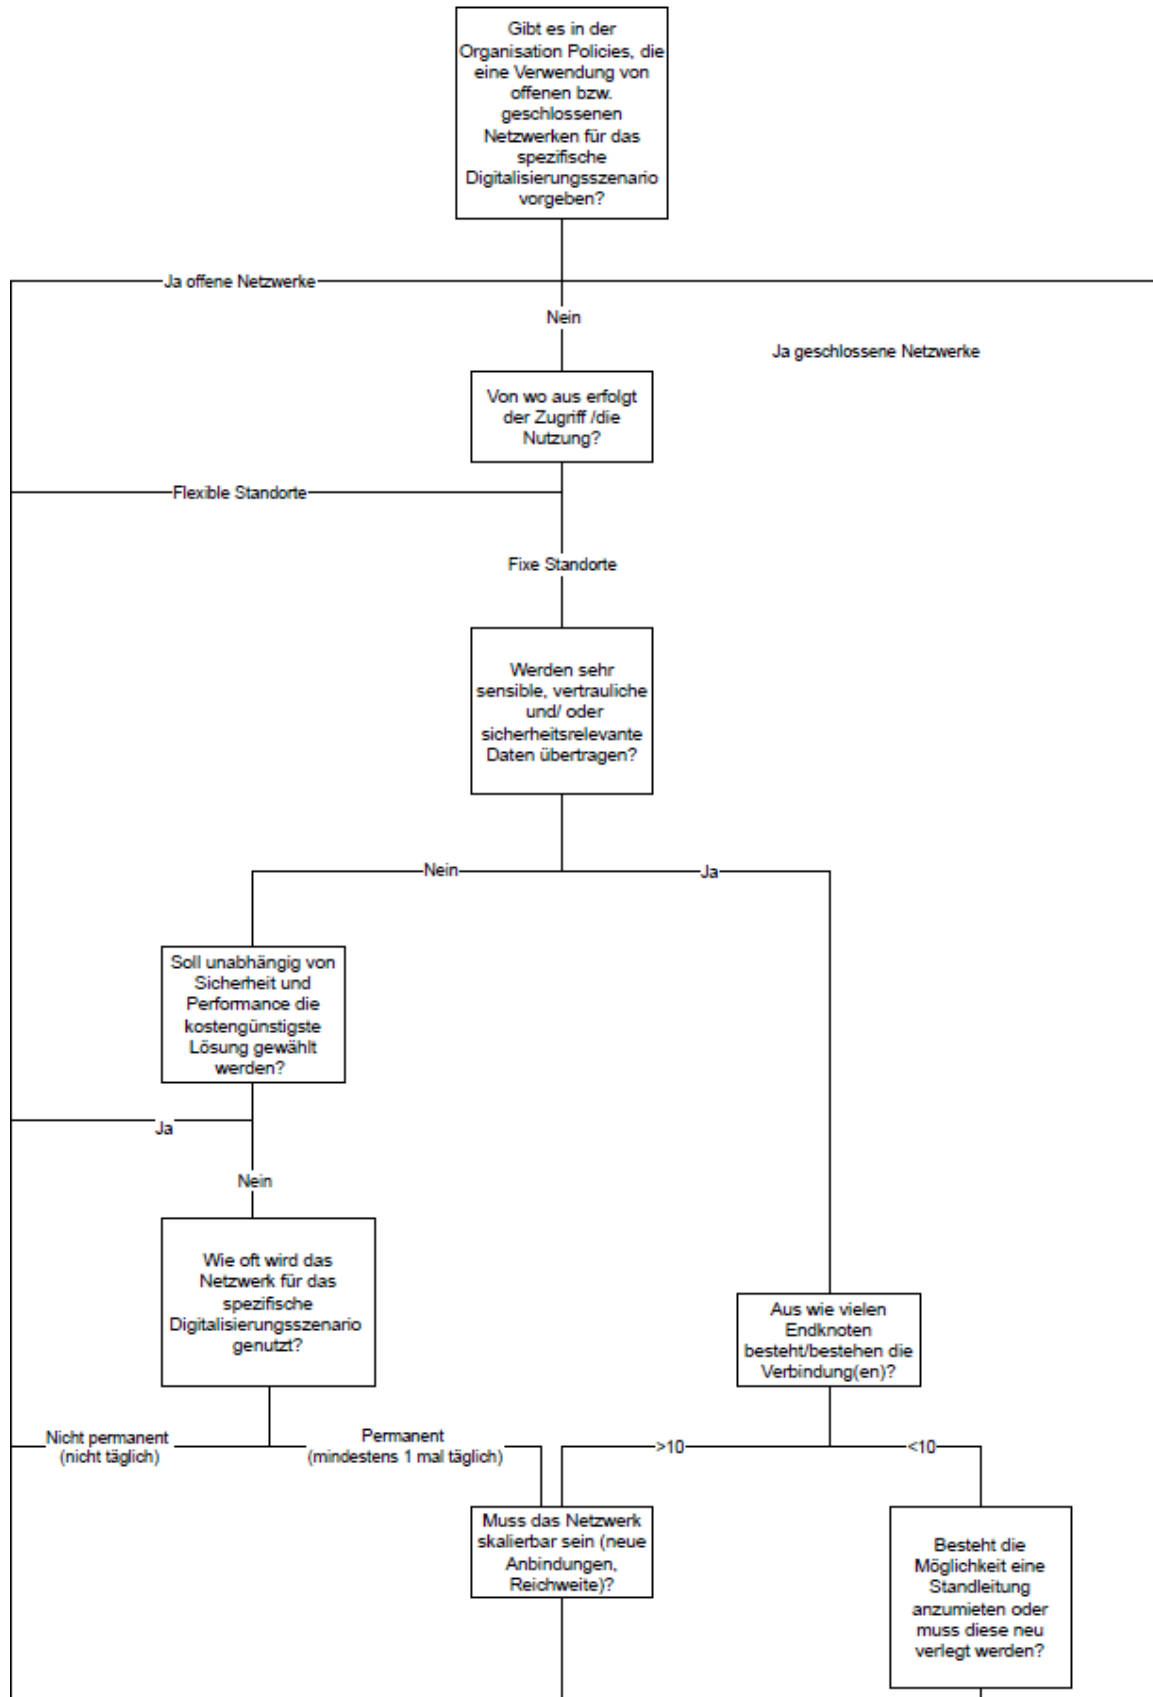 Gibt es in der
Organisation Policies, die
eine Verwendung von
offenen bzw.
geschlossenen
Netzwerken für das
spezifische
Digitalisierungsszenario
vorgeben?
Ja offene Netzwerke
Nein
Ja geschlossene Netzwerke
Von wo aus erfolgt
der Zugriff /die
Nutzung?
Flexible Standorte
Fixe Standorte
Werden sehr
sensible, vertrauliche
und/ oder
sicherheitsrelevante
Daten übertragen?
Nein
Ja
Soll unabhängig von
Sicherheit und
Performance die
kostengünstigste
Lösung gewählt
werden?
Ja
Nein
Wie oft wird das
Netzwerk für das
spezifische
Digitalisierungsszenario
genutzt?
Aus wie vielen
Endknoten
besteht/bestehen die
Verbindung(en)?
Nicht permanent
(nicht täglich)
Permanent
(mindestens 1 mal täglich)
>10
<10
Muss das Netzwerk
skalierbar sein (neue
Anbindungen,
Reichweite)?
Besteht die
Möglichkeit eine
Standleitung
anzumieten oder
muss diese neu
verlegt werden?